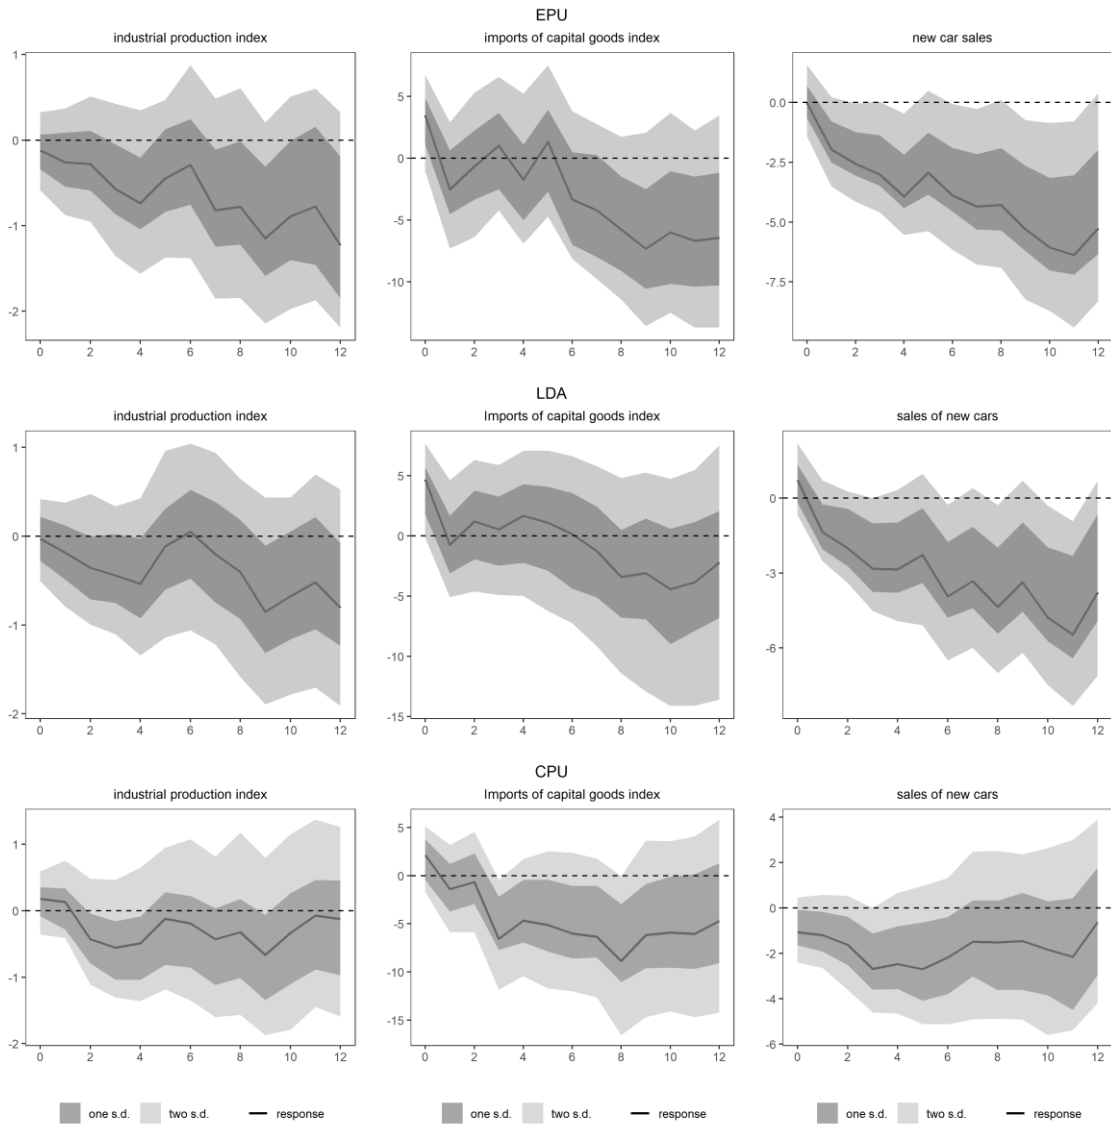 EPU
industrial production index
imports of capital goods index
new car sales
1
0
-1
-2
0 2 4 6 8 10 12
5
0
-5
-10
0 2 4 6 8 10 12
0.0
-2.5
-5.0
-7.5
0 2 4 6 8 10 12
LDA
industrial production index
Imports of capital goods index
sales of new cars
1
0
-1
-2
0 2 4 6 8 10 12
5
0
-5
-10
-15
0 2 4 6 8 10 12
0
-3
-6
0 2 4 6 8 10 12
CPU
industrial production index
Imports of capital goods index
sales of new cars
1
0
-1
-2
0 2 4 6 8 10 12
5
0
-5
-10
-15
0 2 4 6 8 10 12
4
2
0
-2
-4
-6
0 2 4 6 8 10 12
one s.d. two s.d. response
one s.d. two s.d. response
one s.d. two s.d. response